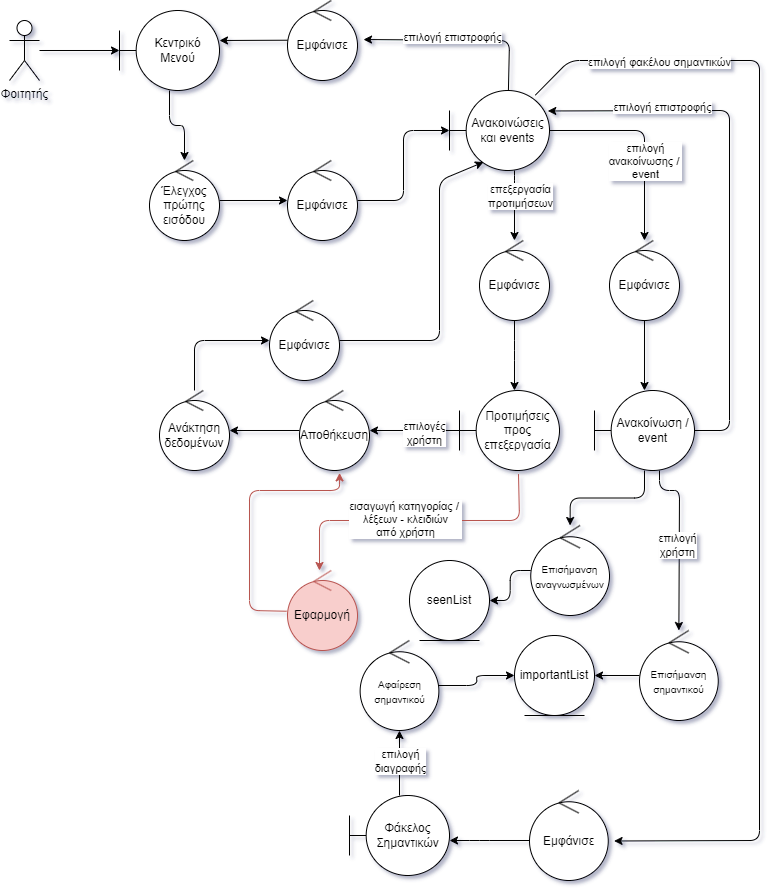 Φοιτητής
Κεντρικό
Μενού
Εμφάνισε
επιλογή επιστροφής
επιλογή φακέλου σημαντικών
Ανακοινώσεις
και events
επιλογή επιστροφής
επιλογή
ανακοίνωσης /
event
Έλεγχος
πρώτης
εισόδου
Εμφάνισε
επεξεργασία
προτιμήσεων
Εμφάνισε
Εμφάνισε
Εμφάνισε
Ανάκτηση
δεδομένων
Αποθήκευση
επιλογές
χρήστη
Προτιμήσεις
προς
επεξεργασία
Ανακοίνωση /
event
εισαγωγή κατηγορίας /
λέξεων - κλειδιών
από χρήστη
επιλογή
χρήστη
Εφαρμογή
seenList
Επισήμανση
αναγνωσμένων
Αφαίρεση
σημαντικού
importantList
Επισήμανση
σημαντικού
επιλογή
διαγραφής
Φάκελος
Σημαντικών
Εμφάνισε